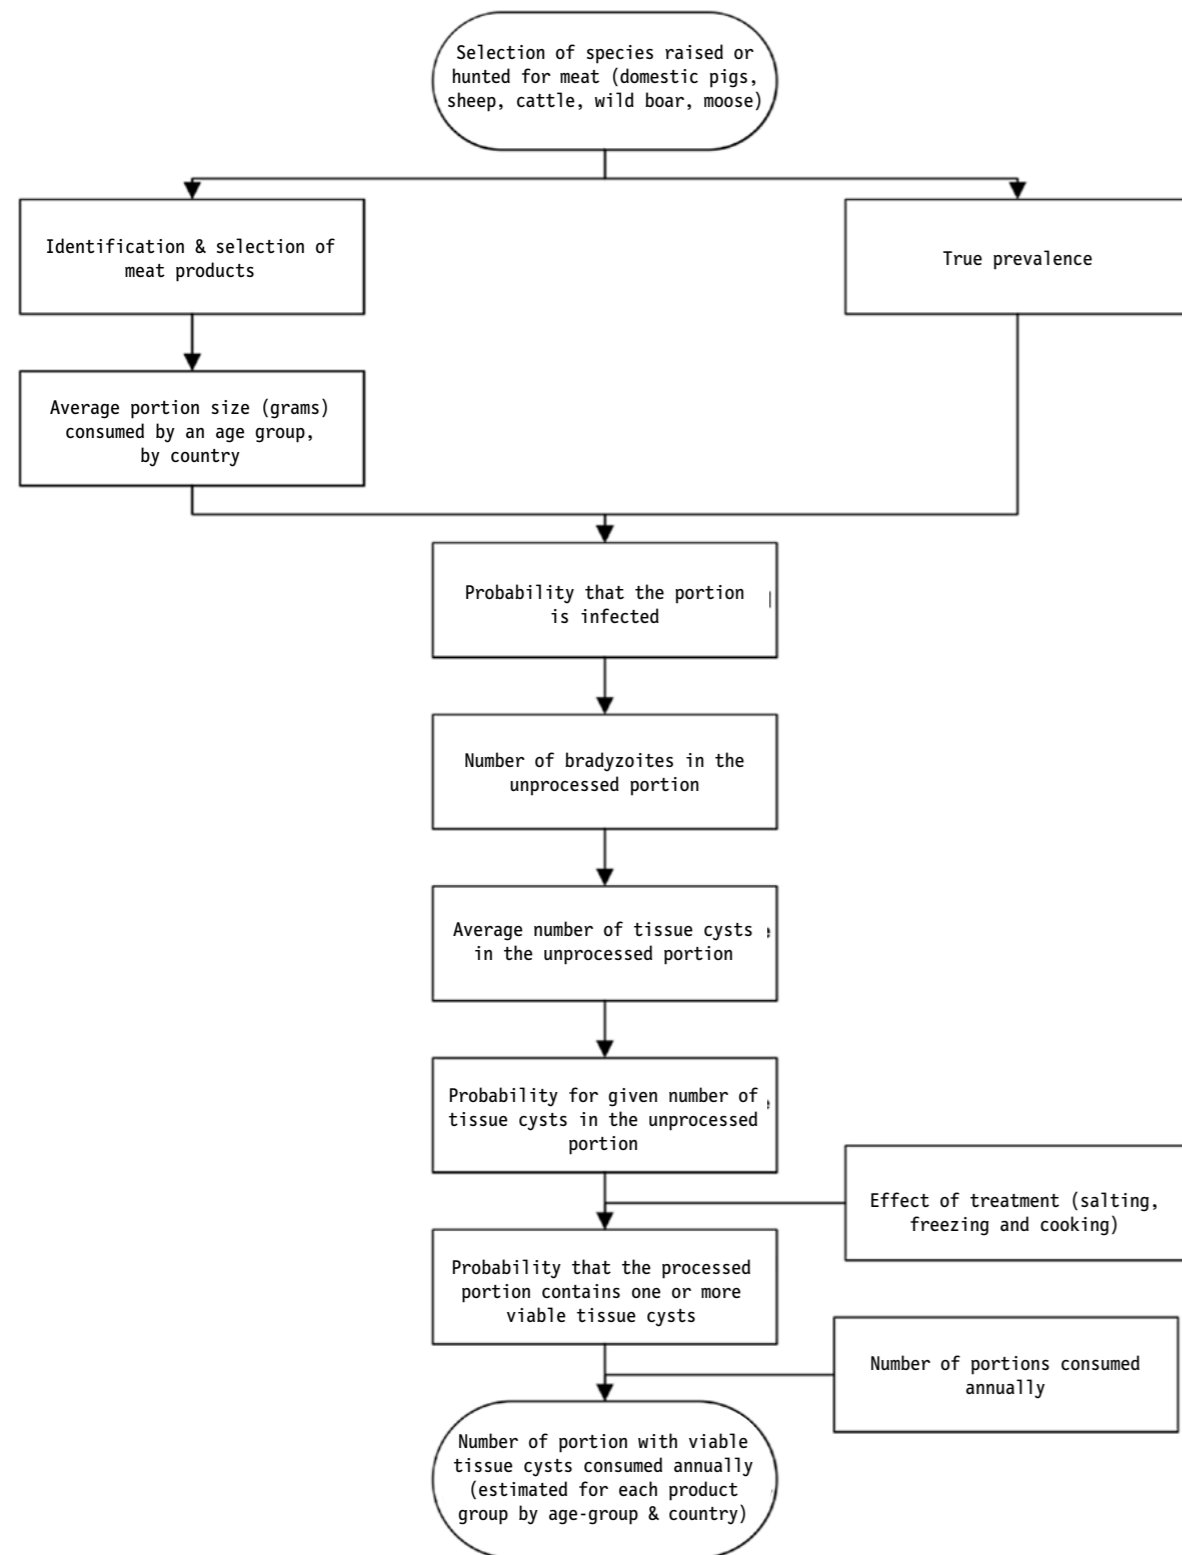 Selection of species raised or
hunted for meat (domestic pigs,
sheep, cattle, wild boar, moose)
Identification & selection of
meat products
True prevalence
Average portion size (grams)
consumed by an age group,
by country
Probability that the portion
is infected
Number of bradyzoites in the
unprocessed portion
Average number of tissue cysts
in the unprocessed portion
Probability for given number of
tissue cysts in the unprocessed
portion
Effect of treatment (salting,
freezing and cooking)
Probability that the processed
portion contains one or more
viable tissue cysts
Number of portions consumed
annually
Number of portion with viable
tissue cysts consumed annually
(estimated for each product
group by age-group & country)